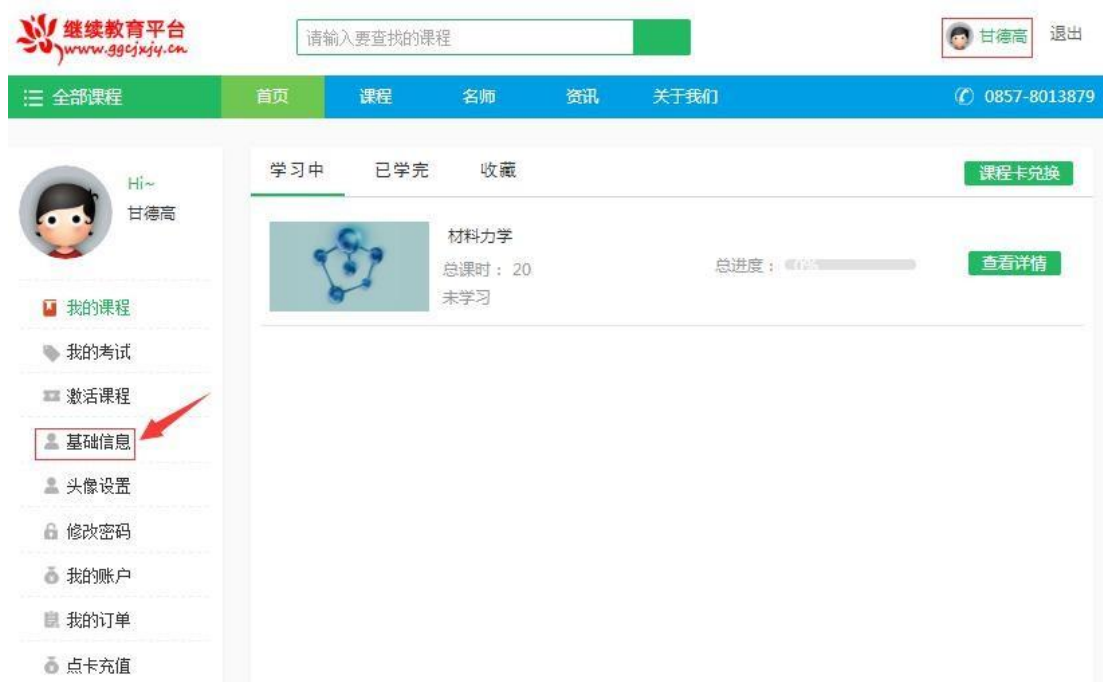 继续教育平台
www.ggcjxjy.cn
请输入要查找的课程
甘德高 退出
全部课程 首页 课程 名师 资讯 关于我们 0857-8013879
Hi~
甘德高
学习中 已学完 收藏 课程卡兑换
材料力学
总课时：20 总进度： 0% 查看详情
未学习
我的课程
我的考试
激活课程
基础信息
头像设置
修改密码
我的账户
我的订单
点卡充值